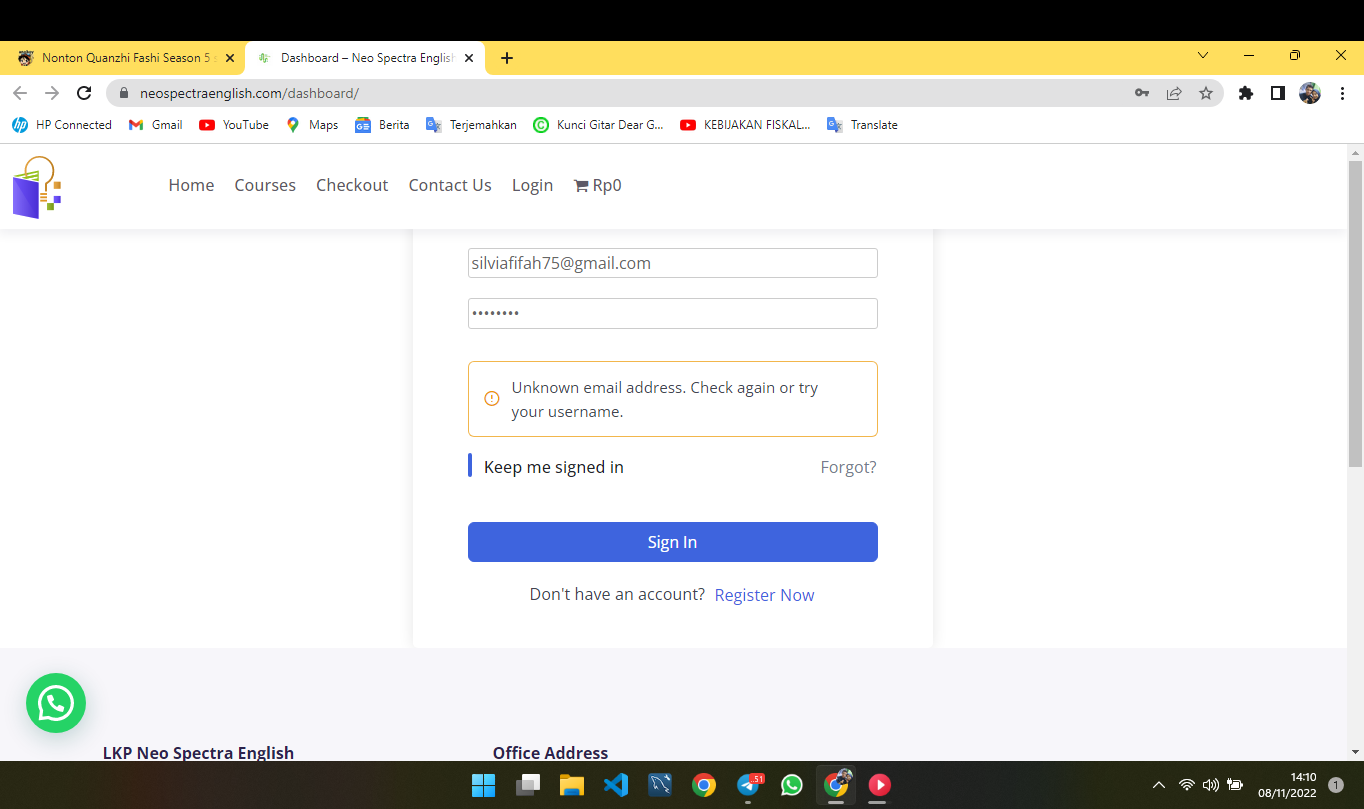 Nonton Quanzhi Fashi Season 5 s
Dashboard – Neo Spectra English
neospectraenglish.com/dashboard/
HP Connected
Gmail
YouTube
Maps
Berita
Terjemahkan
Kunci Gitar Dear G...
KEBIJAKAN FISKAL...
Translate
Home
Courses
Checkout
Contact Us
Login
Rp0
silviafifah75@gmail.com
••••••••
Unknown email address. Check again or try
your username.
Keep me signed in
Forgot?
Sign In
Don't have an account? Register Now
LKP Neo Spectra English
Office Address
51
14:10
08/11/2022
1